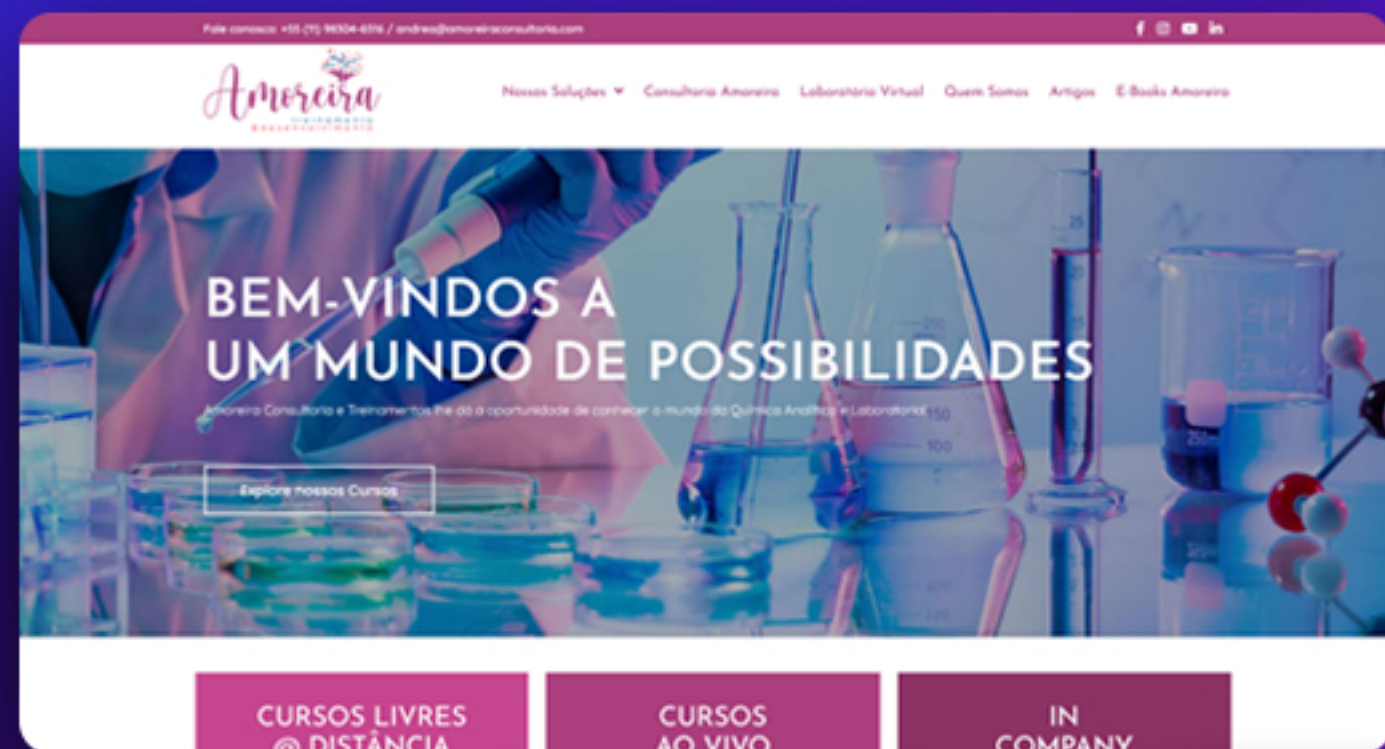 Fale conosco: +55 (11) 98304-6516 / andrea@amoreiraconsultoria.com
Amoreira
treinamento
&desenvolvimento
Nossas Soluções Consultoria Amoreira Laboratório Virtual Quem Somos Artigos E-Books Amoreira
BEM-VINDOS A
UM MUNDO DE POSSIBILIDADES
Amoreira Consultoria e Treinamentos lhe dá a oportunidade de conhecer o mundo da Química Analítica e Laboratorial
Explore nossos Cursos
CURSOS LIVRES
@ DISTÂNCIA
CURSOS
AO VIVO
IN
COMPANY